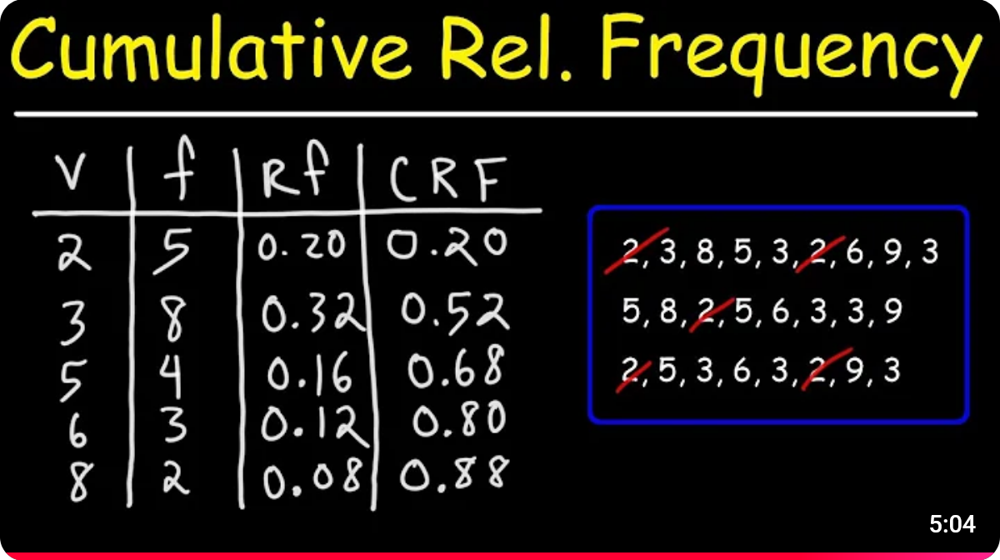 Cumulative Rel. Frequency
V f Rf CRF
2 5 0.20 0.20
3 8 0.32 0.52
5 4 0.16 0.68
6 3 0.12 0.80
8 2 0.08 0.88
2, 3, 8, 5, 3, 2, 6, 9, 3
5, 8, 2, 5, 6, 3, 3, 9
2, 5, 3, 6, 3, 2, 9, 3
5:04